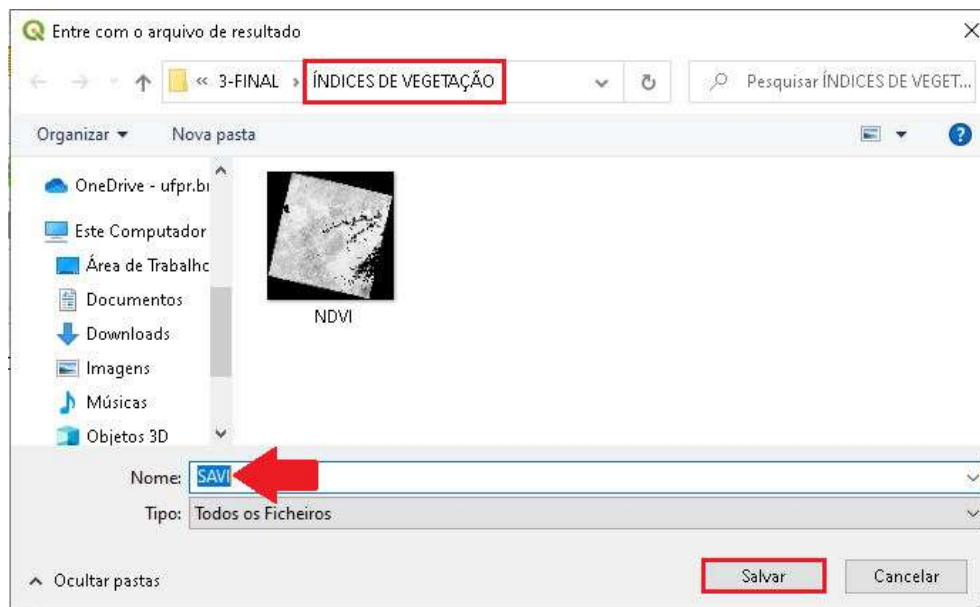 Entre com o arquivo de resultado
« 3-FINAL › ÍNDICES DE VEGETAÇÃO
Pesquisar ÍNDICES DE VEGET...
Organizar
Nova pasta
?
OneDrive - ufpr.br
Este Computador
Área de Trabalho
Documentos
Downloads
Imagens
Músicas
Objetos 3D
NDVI
Nome: SAVI
Tipo: Todos os Ficheiros
Ocultar pastas
Salvar
Cancelar